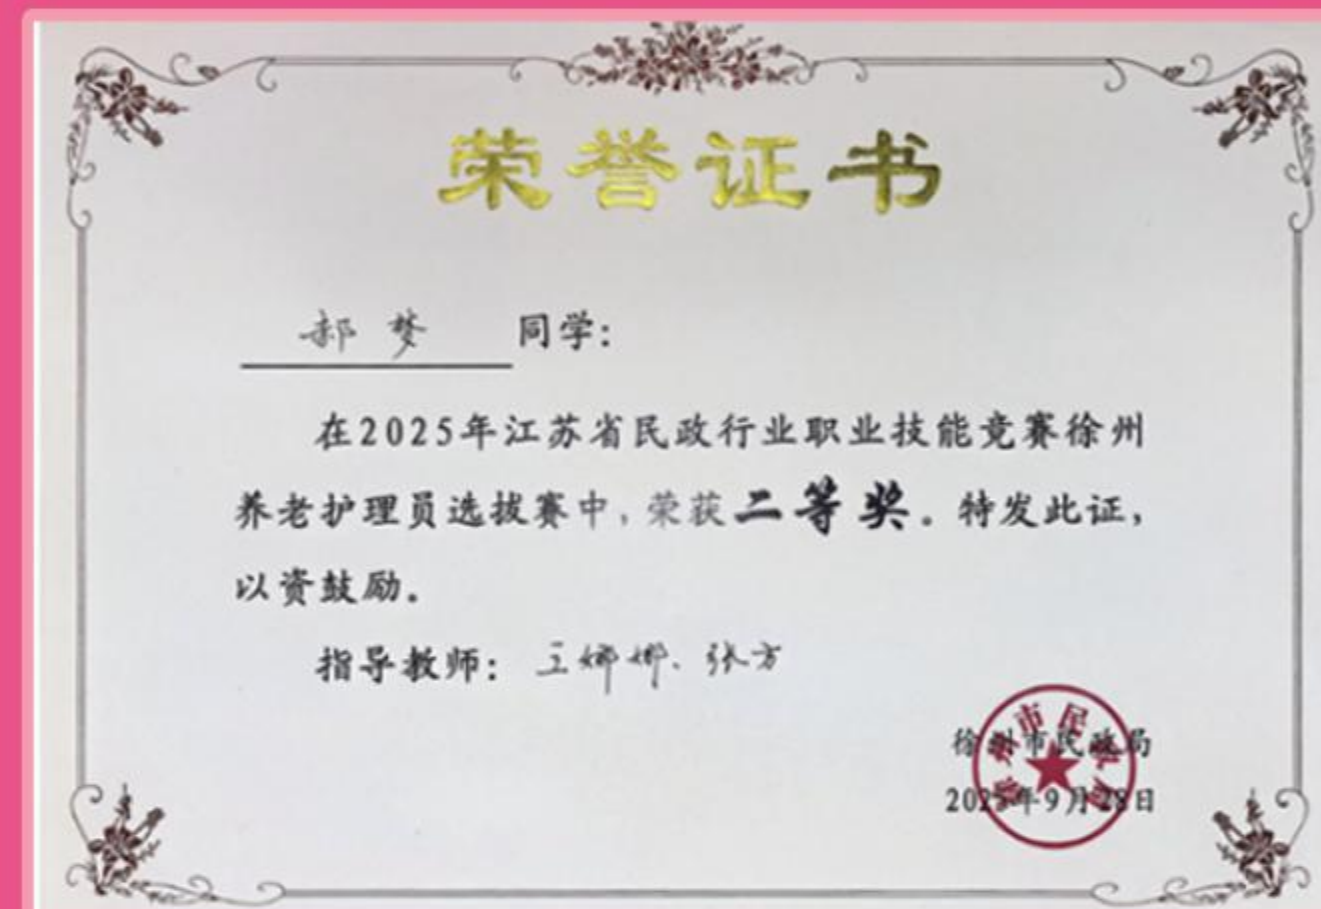 荣誉证书
郝梦 同学：
在2025年江苏省民政行业职业技能竞赛徐州
养老护理员选拔赛中，荣获二等奖。特发此证，
以资鼓励。
指导教师：王娜娜、张方
徐州市民政局
2025年9月28日